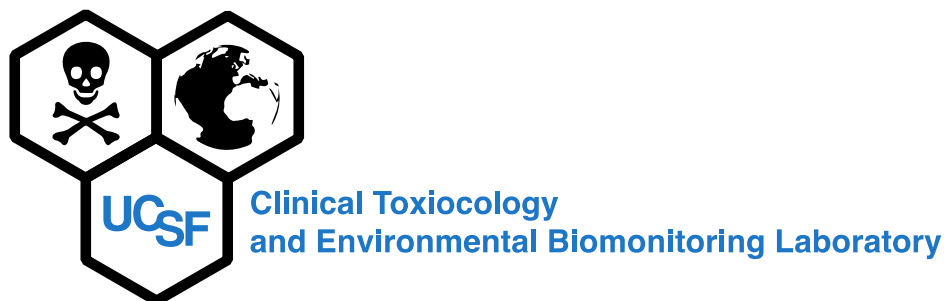 UCSF
Clinical Toxiocology
and Environmental Biomonitoring Laboratory